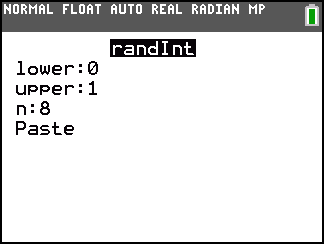 NORMAL FLOAT AUTO REAL RADIAN MP
randInt
lower:0
upper:1
n:8
Paste